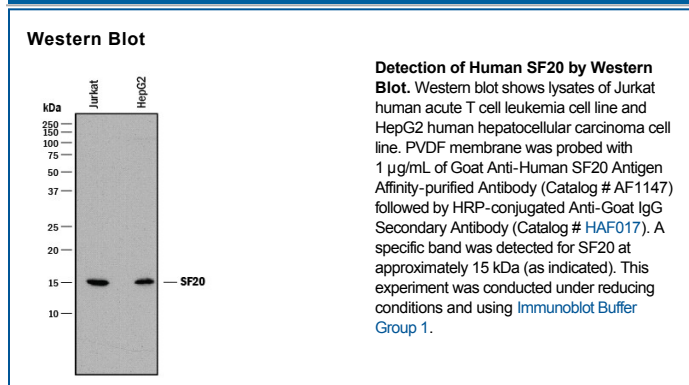 Western Blot
Jurkat
HepG2
kDa
250
150
100
75
50
37
25
20
15
10
SF20
Detection of Human SF20 by Western
Blot. Western blot shows lysates of Jurkat
human acute T cell leukemia cell line and
HepG2 human hepatocellular carcinoma cell
line. PVDF membrane was probed with
1 µg/mL of Goat Anti-Human SF20 Antigen
Affinity-purified Antibody (Catalog # AF1147)
followed by HRP-conjugated Anti-Goat IgG
Secondary Antibody (Catalog # HAF017). A
specific band was detected for SF20 at
approximately 15 kDa (as indicated). This
experiment was conducted under reducing
conditions and using Immunoblot Buffer
Group 1.